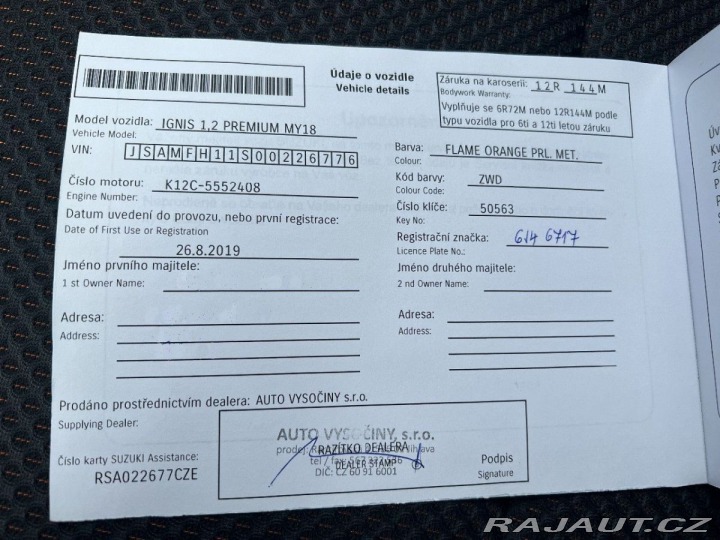 Údaje o vozidle
Vehicle details
Záruka na karoserii: 12R 144M
Bodywork Warranty:
Vyplňuje se 6R72M nebo 12R144M podle
typu vozidla pro 6ti a 12ti letou záruku
Model vozidla: IGNIS 1,2 PREMIUM MY18
Vehicle Model:
VIN: JSAMFH11S00226776
Číslo motoru: K12C-5552408
Engine Number:
Datum uvedení do provozu, nebo první registrace:
Date of First Use or Registration
26.8.2019
Barva: FLAME ORANGE PRL. MET.
Colour:
Kód barvy: ZWD
Colour Code:
Číslo klíče: 50563
Key No:
Registrační značka: 6J4 6717
Licence Plate No.:
Jméno prvního majitele:
1 st Owner Name:
Jméno druhého majitele:
2 nd Owner Name:
Adresa:
Address:
Adresa:
Address:
Prodáno prostřednictvím dealera: AUTO VYSOČINY s.r.o.
Supplying Dealer:
Číslo karty SUZUKI Assistance:
RSA022677CZE
AUTO VYSOČINY, s.r.o.
RAZÍTKO DEALERA
DEALER STAMP
DIČ: CZ 60 91 6001
Podpis
Signature
RAJAUT.CZ